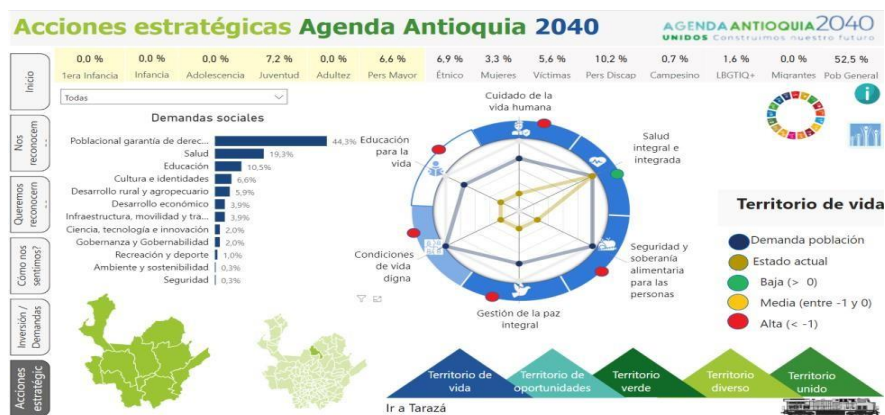 Acciones estratégicas Agenda Antioquia 2040
AGENDA ANTIOQUIA 2040
UNIDOS Construimos nuestro futuro
0,0 % 0,0 % 0,0 % 7,2 % 0,0 % 6.6 % 6,9 % 3.3 % 5.6 % 10.2 % 0,7 % 1,6 % 0.0 % 52.5 %
1era Infancia Infancia Adolescencia Juventud Adultez Pers Mayor Étnico Mujeres Víctimas Pers Discap Campesino LBGTIQ+ Migrantes Pob General
Inicio
Nos reconocem
Queremos reconocern
Cómo nos sentimos?
Inversión / Demandas
Acciones estratégic
Todas
Demandas sociales
Poblacional garantía de derec... 44,3%
Salud 19,3%
Educación 10,5%
Cultura e identidades 6,6%
Desarrollo rural y agropecuario 5,9%
Desarrollo económico 3,9%
Infraestructura, movilidad y tra... 3,9%
Ciencia, tecnología e innovación 2,0%
Gobernanza y Gobernabilidad 2,0%
Recreación y deporte 1,0%
Ambiente y sostenibilidad 0,3%
Seguridad 0,3%
Cuidado de la
vida humana
Educación
para la
vida
Salud
integral e
integrada
Condiciones
de vida
digna
Seguridad y
soberanía
alimentaria
para las
personas
Gestión de la paz
integral
Territorio de vida
Demanda población
Estado actual
Baja (> 0)
Media (entre -1 y 0)
Alta (< -1)
Territorio de
vida
Territorio de
oportunidades
Territorio
verde
Territorio
diverso
Territorio
unido
Ir a Tarazá